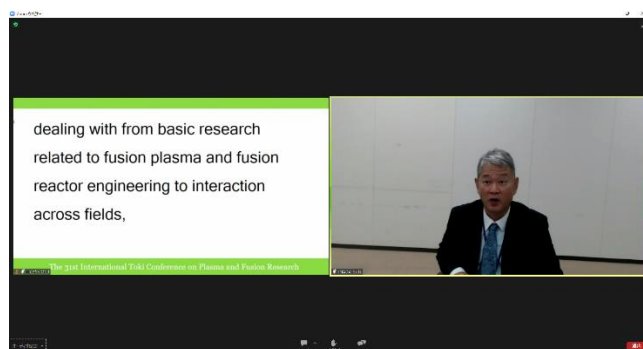 dealing with from basic research
related to fusion plasma and fusion
reactor engineering to interaction
across fields,
The 31st International Toki Conference on Plasma and Fusion Research